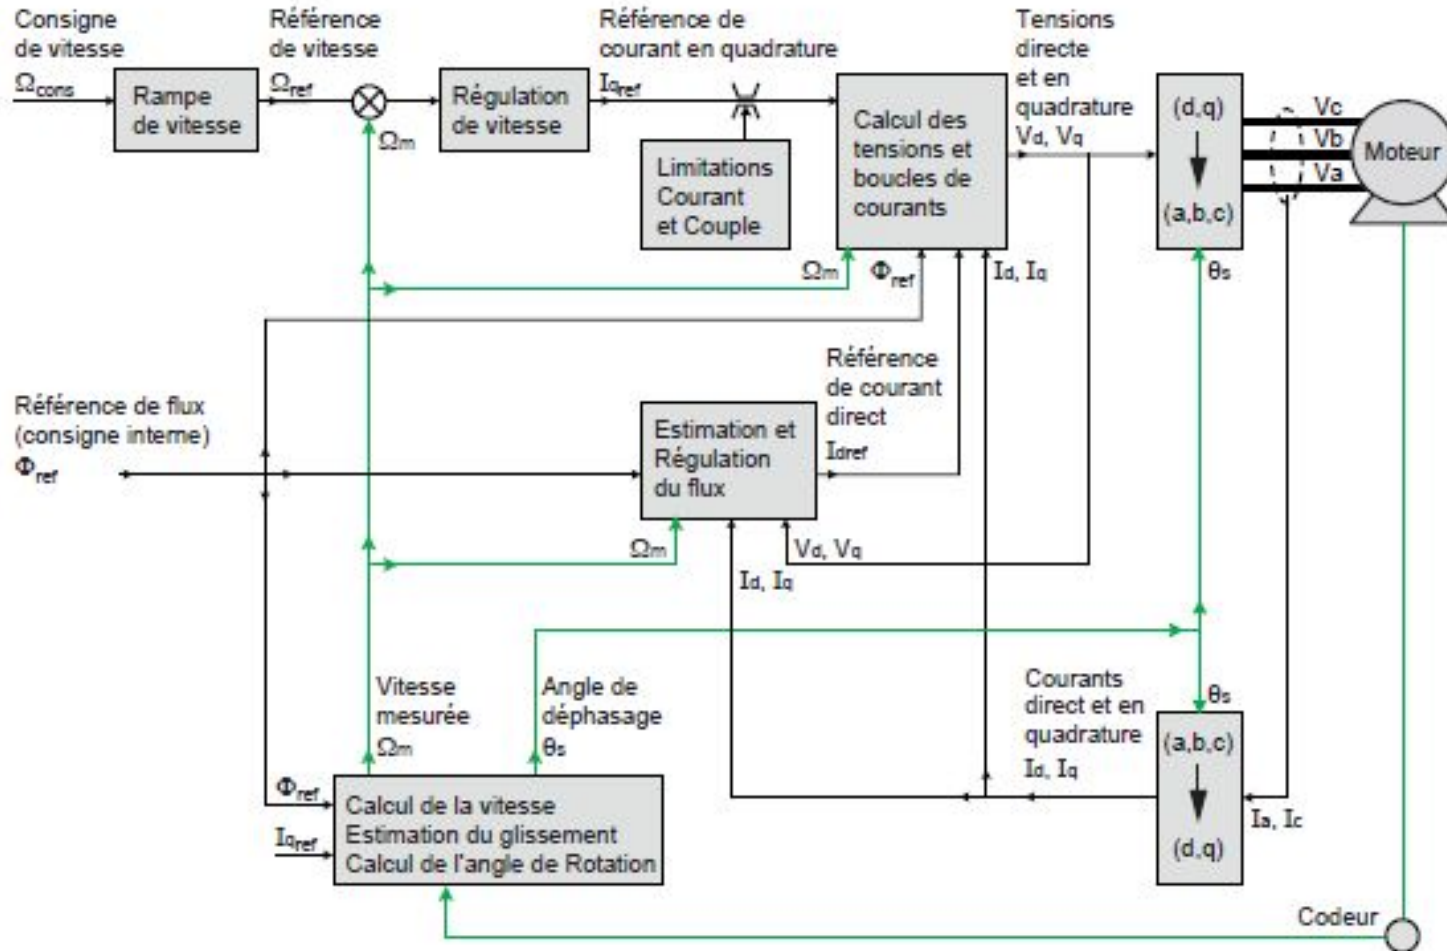 Consigne
de vitesse
Ωcons
Rampe
de vitesse
Référence
de vitesse
Ωref
Ωm
Régulation
de vitesse
Référence de
courant en quadrature
Iqref
Limitations
Courant
et Couple
Calcul des
tensions et
boucles de
courants
Tensions
directe
et en
quadrature
Vd, Vq
(d,q)
(a,b,c)
Vc
Vb
Va
Moteur
Ωm
Φref
Id, Iq
θs
Référence de flux
(consigne interne)
Φref
Estimation et
Régulation
du flux
Référence
de courant
direct
Idref
Ωm
Vd, Vq
Id, Iq
Vitesse
mesurée
Ωm
Angle de
déphasage
θs
Courants
direct et en
quadrature
Id, Iq
θs
(a,b,c)
(d,q)
Ia, Ic
Φref
Iqref
Calcul de la vitesse
Estimation du glissement
Calcul de l'angle de Rotation
Codeur